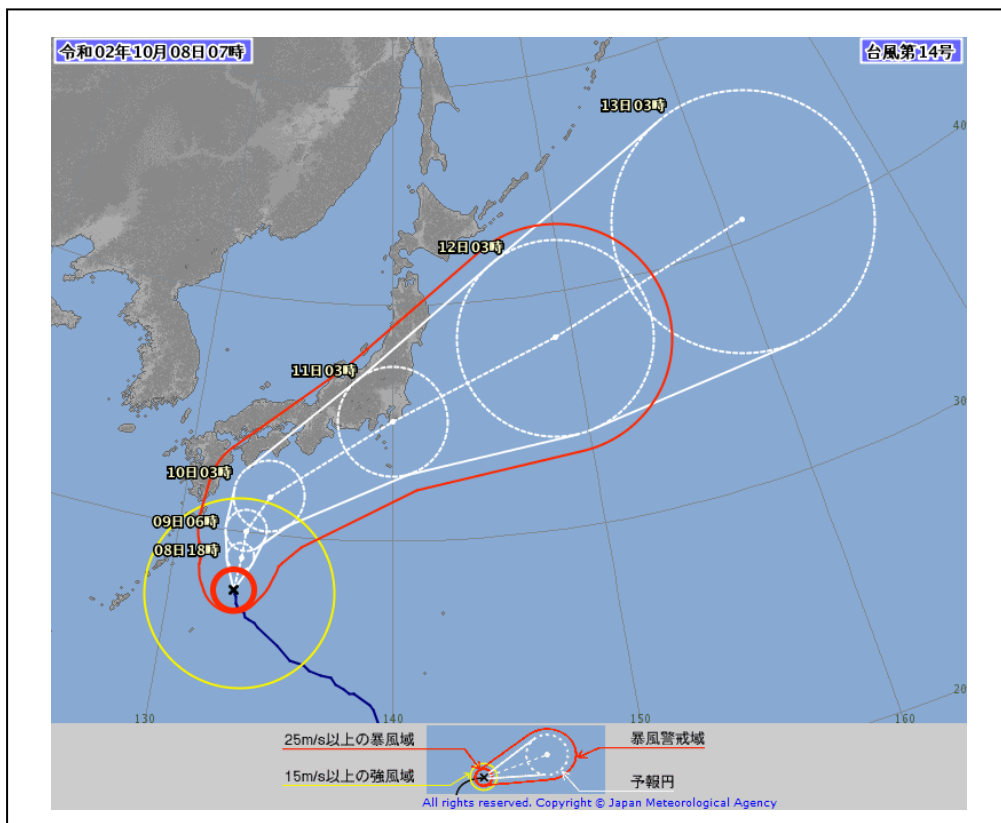 令和02年10月08日07時
台風第14号
13日03時
40
12日03時
11日03時
30
10日03時
09日06時
08日18時
20
130
140
150
160
25m/s以上の暴風域
暴風警戒域
15m/s以上の強風域
予報円
All rights reserved. Copyright © Japan Meteorological Agency